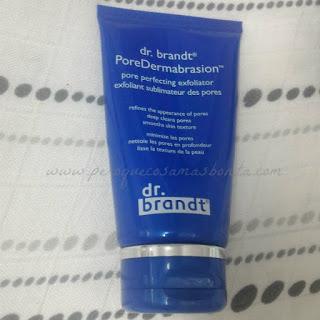 dr. brandt®
PoreDermabrasion™
pore perfecting exfoliator
exfoliant sublimateur des pores
refines the appearance of pores
deep cleans pores
smooths skin texture
minimise les pores
nettoie les pores en profondeur
lisse la texture de la peau
www.peroquecosamasbonita.com
dr.
brandt®